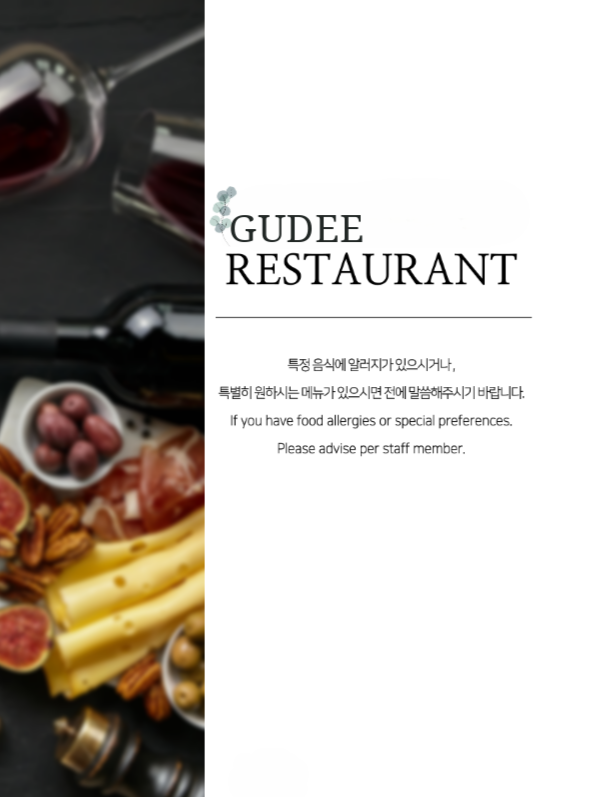 GUDEE
RESTAURANT
특정 음식에 알러지가 있으시거나,
특별히 원하시는 메뉴가 있으시면 전에 말씀해주시기 바랍니다.
If you have food allergies or special preferences.
Please advise per staff member.